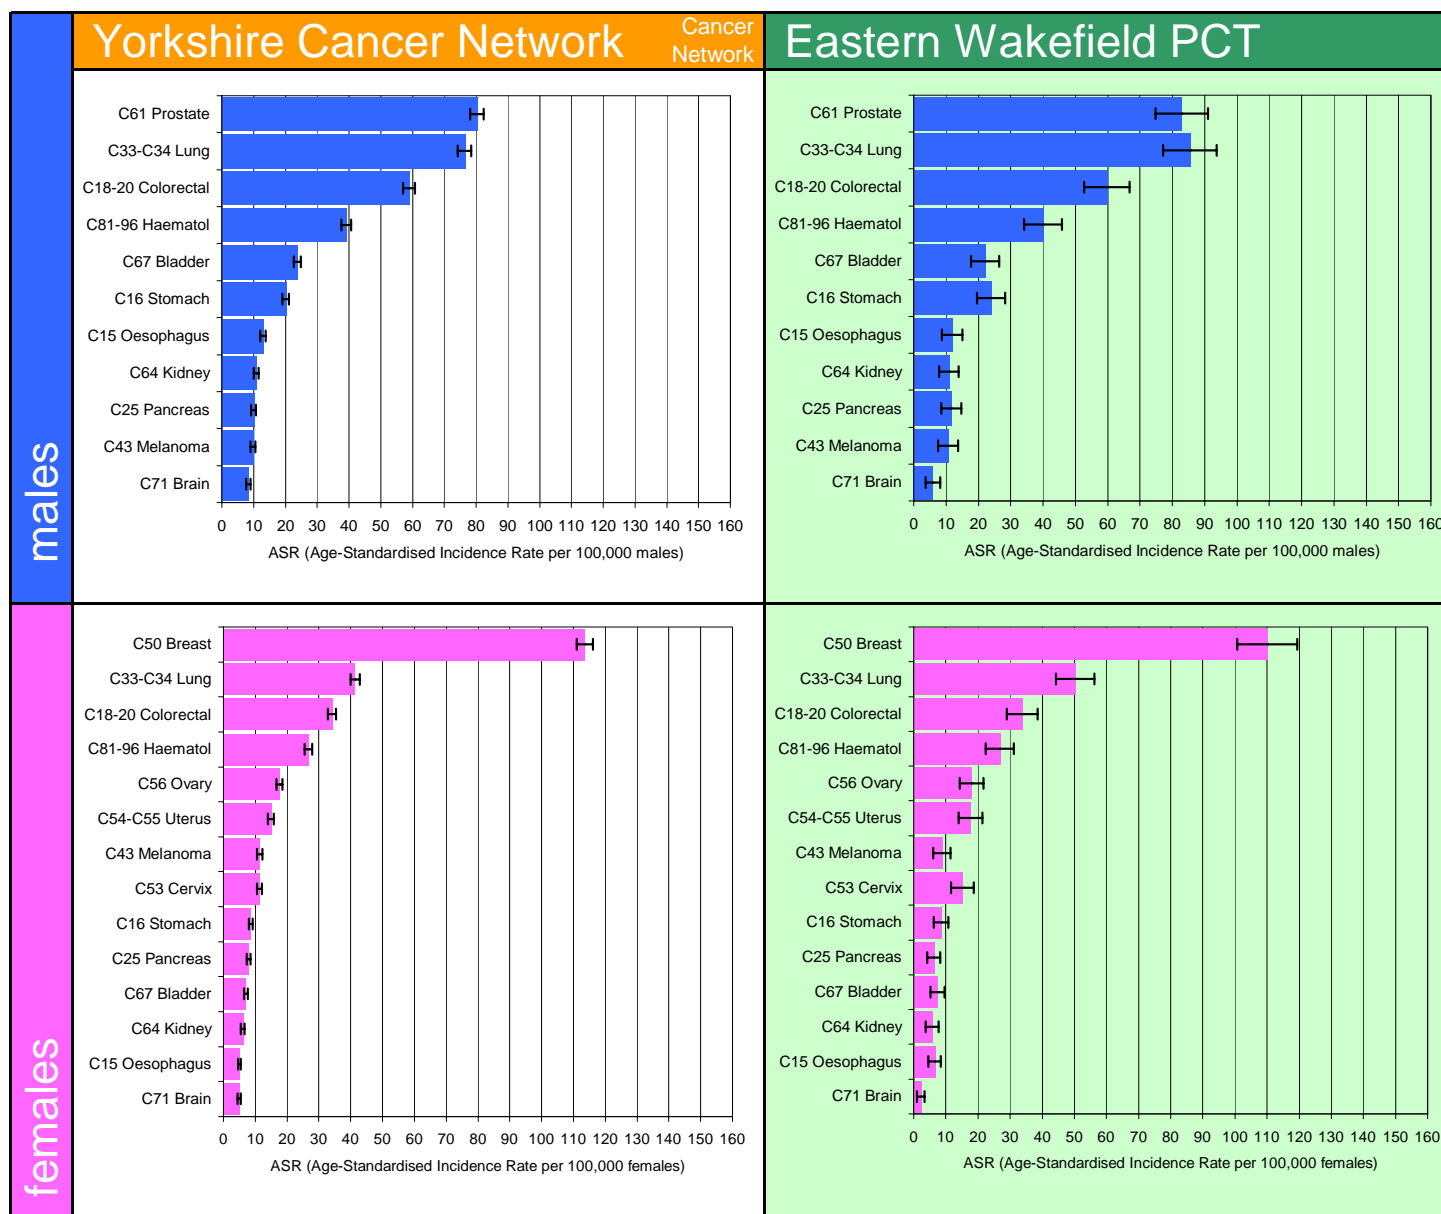 Yorkshire Cancer Network
Cancer
Network
Eastern Wakefield PCT
males
C61 Prostate
C33-C34 Lung
C18-20 Colorectal
C81-96 Haematol
C67 Bladder
C16 Stomach
C15 Oesophagus
C64 Kidney
C25 Pancreas
C43 Melanoma
C71 Brain
0 10 20 30 40 50 60 70 80 90 100 110 120 130 140 150 160
ASR (Age-Standardised Incidence Rate per 100,000 males)
C61 Prostate
C33-C34 Lung
C18-20 Colorectal
C81-96 Haematol
C67 Bladder
C16 Stomach
C15 Oesophagus
C64 Kidney
C25 Pancreas
C43 Melanoma
C71 Brain
0 10 20 30 40 50 60 70 80 90 100 110 120 130 140 150 160
ASR (Age-Standardised Incidence Rate per 100,000 males)
females
C50 Breast
C33-C34 Lung
C18-20 Colorectal
C81-96 Haematol
C56 Ovary
C54-C55 Uterus
C43 Melanoma
C53 Cervix
C16 Stomach
C25 Pancreas
C67 Bladder
C64 Kidney
C15 Oesophagus
C71 Brain
0 10 20 30 40 50 60 70 80 90 100 110 120 130 140 150 160
ASR (Age-Standardised Incidence Rate per 100,000 females)
C50 Breast
C33-C34 Lung
C18-20 Colorectal
C81-96 Haematol
C56 Ovary
C54-C55 Uterus
C43 Melanoma
C53 Cervix
C16 Stomach
C25 Pancreas
C67 Bladder
C64 Kidney
C15 Oesophagus
C71 Brain
0 10 20 30 40 50 60 70 80 90 100 110 120 130 140 150 160
ASR (Age-Standardised Incidence Rate per 100,000 females)